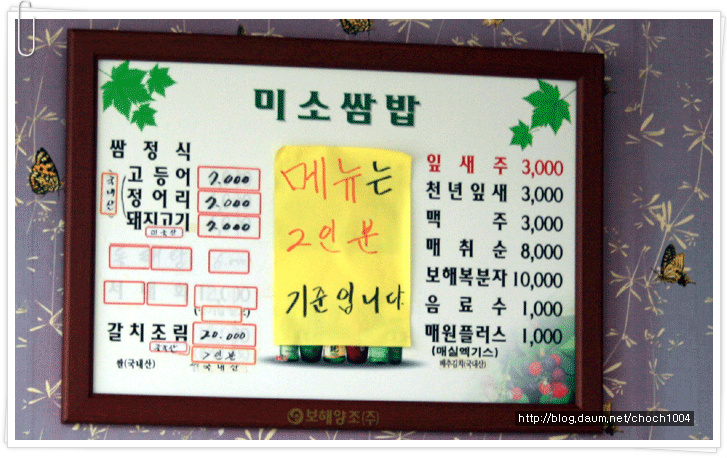 미소쌈밥
쌈정식
국내산
고등어 7.000
정어리 7.000
돼지고기 7.000
갈치조림 20.000
2인분
국내산
쌀(국내산)
메뉴는
2인분
기준입니다
잎새주 3,000
천년잎새 3,000
맥주 3,000
매취순 8,000
보해복분자 10,000
음료수 1,000
매원플러스 1,000
(매실엑기스)
배추김치(국내산)
보해양조(주)
http://blog.daum.net/choch1004